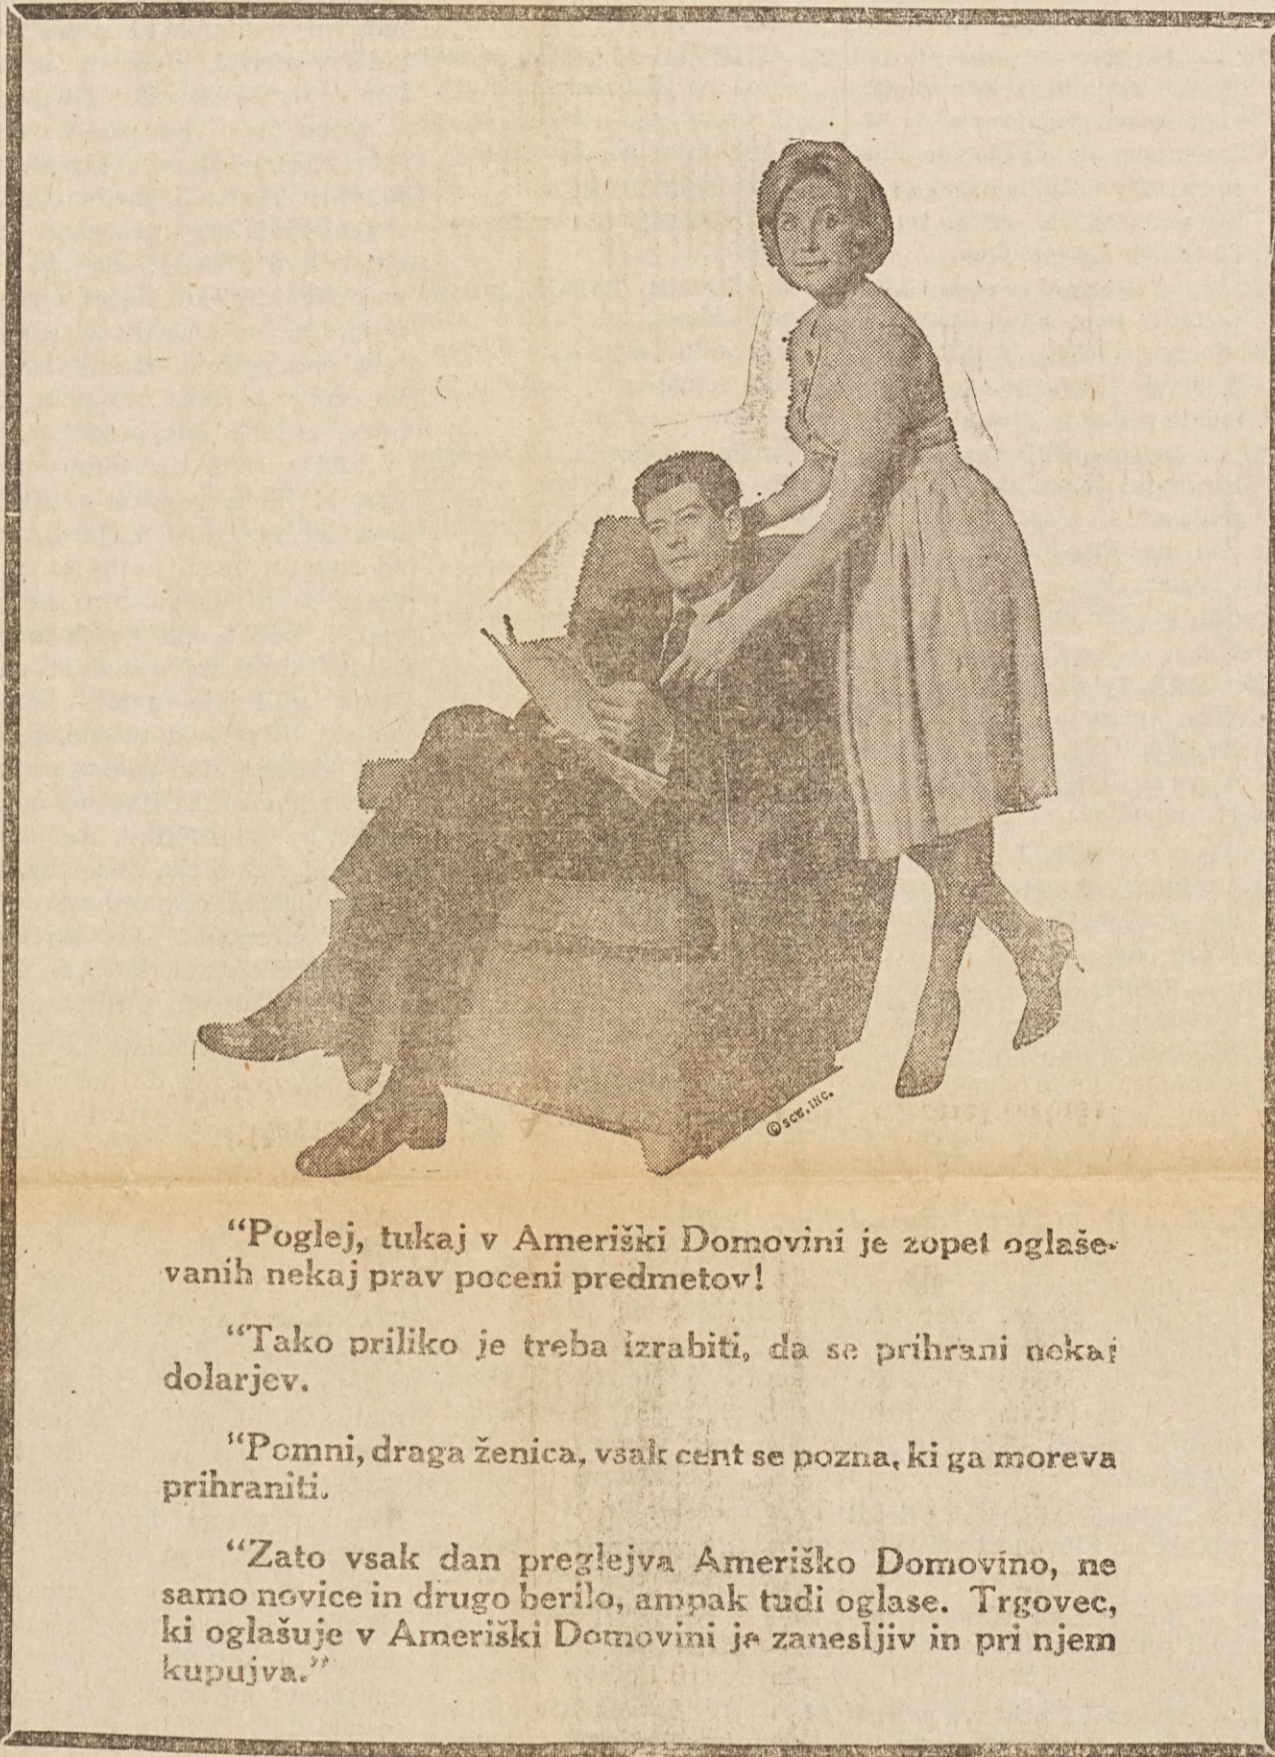 © SCW, INC.
“Poglej, tukaj v Ameriški Domovini je zopet oglaše-
vanih nekaj prav poceni predmetov!
“Tako priliko je treba izrabiti, da se prihrani nekaj
dolarjev.
“Pomni, draga ženica, vsak cent se pozna, ki ga moreva
prihraniti.
“Zato vsak dan preglejva Ameriško Domovino, ne
samo novice in drugo berilo, ampak tudi oglase. Trgovec,
ki oglašuje v Ameriški Domovini je zanesljiv in pri njem
kupujva.”